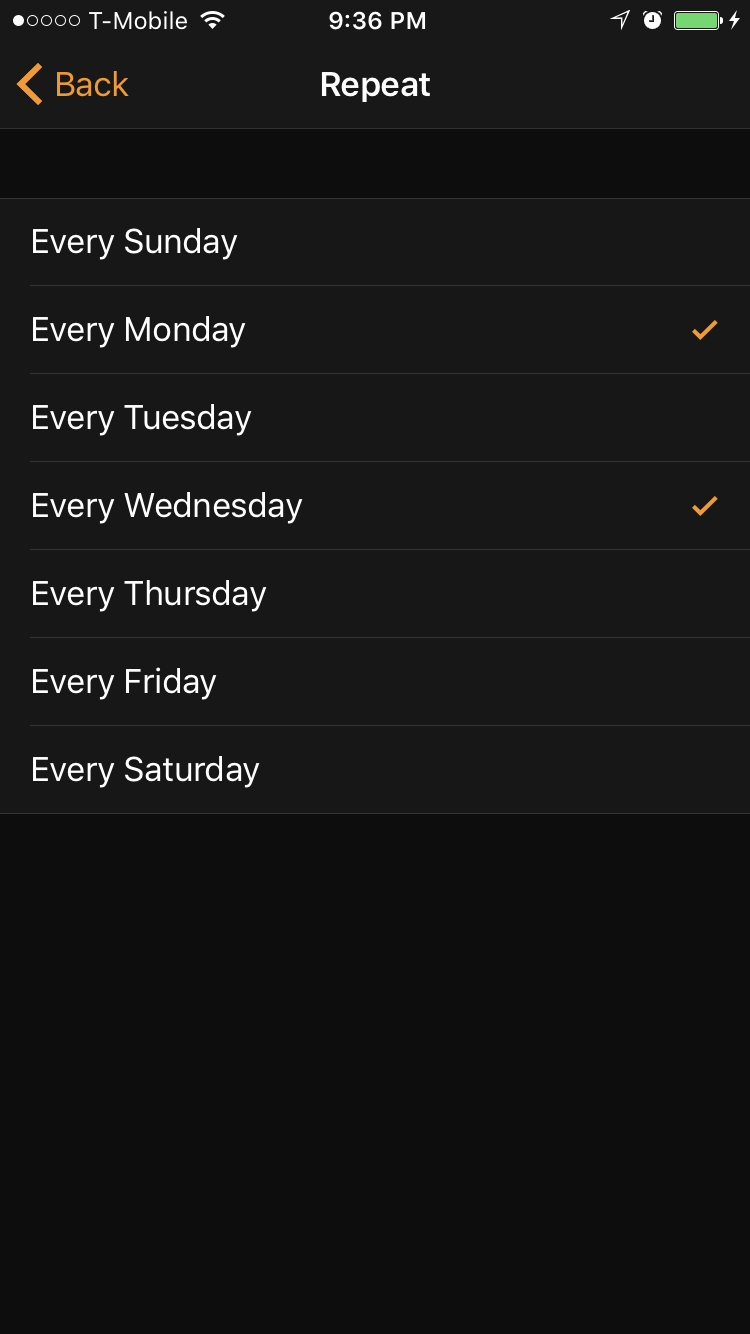 T-Mobile 9:36 PM
Back Repeat
Every Sunday
Every Monday
Every Tuesday
Every Wednesday
Every Thursday
Every Friday
Every Saturday